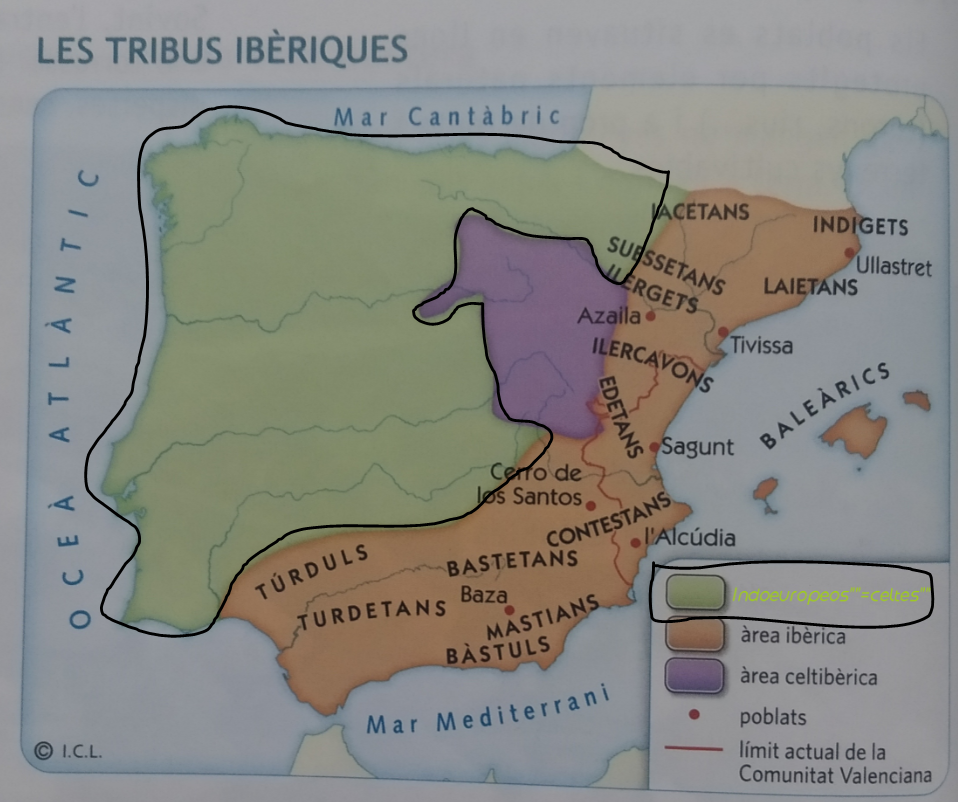 LES TRIBUS IBÈRIQUES
Mar Cantàbric
OCEÀ ATLÀNTIC
IACETANS
INDIGETS
SUESSETANS
Ullastret
ILERGETS
LAIETANS
Azaila
Tivissa
ILERCAVONS
EDETANS
BALEÀRICS
Sagunt
Cerro de
los Santos
CONTESTANS
l'Alcúdia
TÚRDULS
BASTETANS
Baza
TURDETANS
MASTIANS
BÀSTULS
Mar Mediterrani
Indoeuropeos""=celtes""
àrea ibèrica
àrea celtibèrica
poblats
límit actual de la
Comunitat Valenciana
© I.C.L.